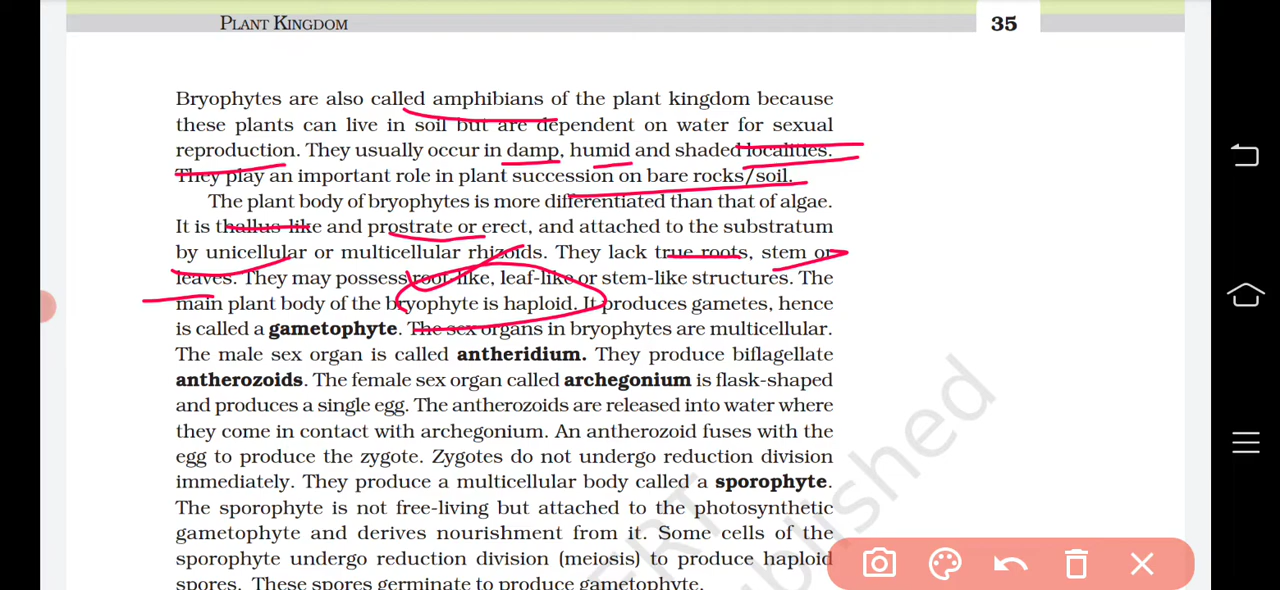 PLANT KINGDOM
35
Bryophytes are also called amphibians of the plant kingdom because
these plants can live in soil but are dependent on water for sexual
reproduction. They usually occur in damp, humid and shaded localities.
They play an important role in plant succession on bare rocks/soil.
The plant body of bryophytes is more differentiated than that of algae.
It is thallus-like and prostrate or erect, and attached to the substratum
by unicellular or multicellular rhizoids. They lack true roots, stem or
leaves. They may possess root-like, leaf-like or stem-like structures. The
main plant body of the bryophyte is haploid. It produces gametes, hence
is called a gametophyte. The sex organs in bryophytes are multicellular.
The male sex organ is called antheridium. They produce biflagellate
antherozoids. The female sex organ called archegonium is flask-shaped
and produces a single egg. The antherozoids are released into water where
they come in contact with archegonium. An antherozoid fuses with the
egg to produce the zygote. Zygotes do not undergo reduction division
immediately. They produce a multicellular body called a sporophyte.
The sporophyte is not free-living but attached to the photosynthetic
gametophyte and derives nourishment from it. Some cells of the
sporophyte undergo reduction division (meiosis) to produce haploid
spores. These spores germinate to produce gametophyte.